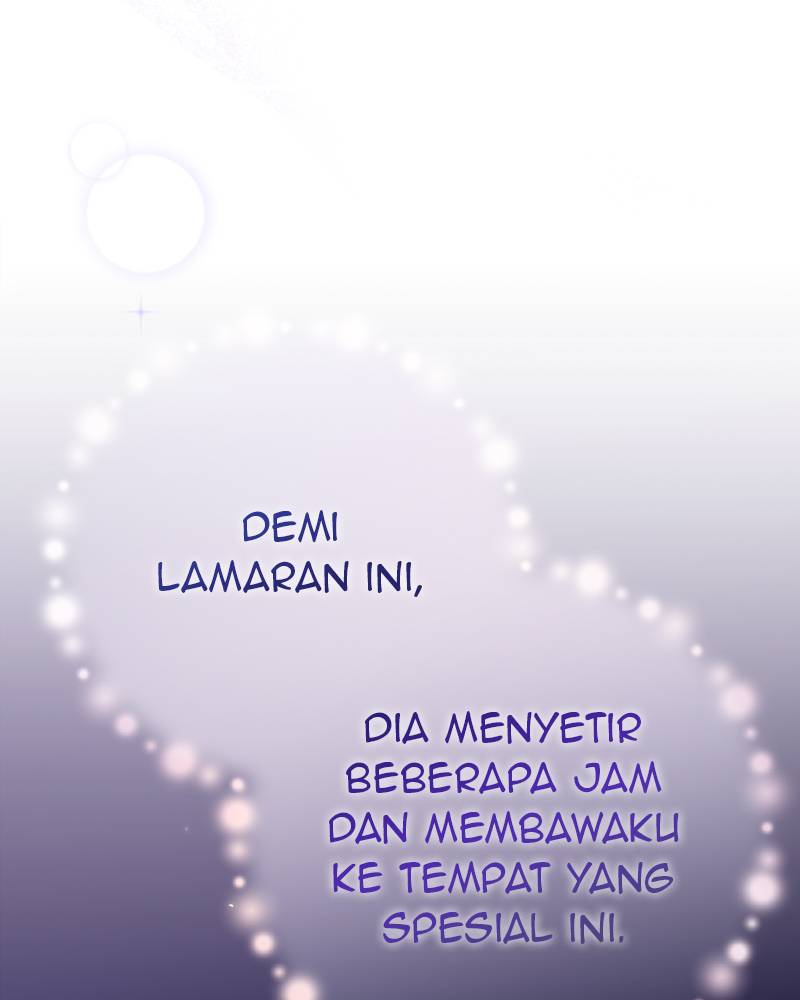 DEMI
LAMARAN INI,
DIA MENYETIR
BEBERAPA JAM
DAN MEMBAWAKU
KE TEMPAT YANG
SPESIAL INI.